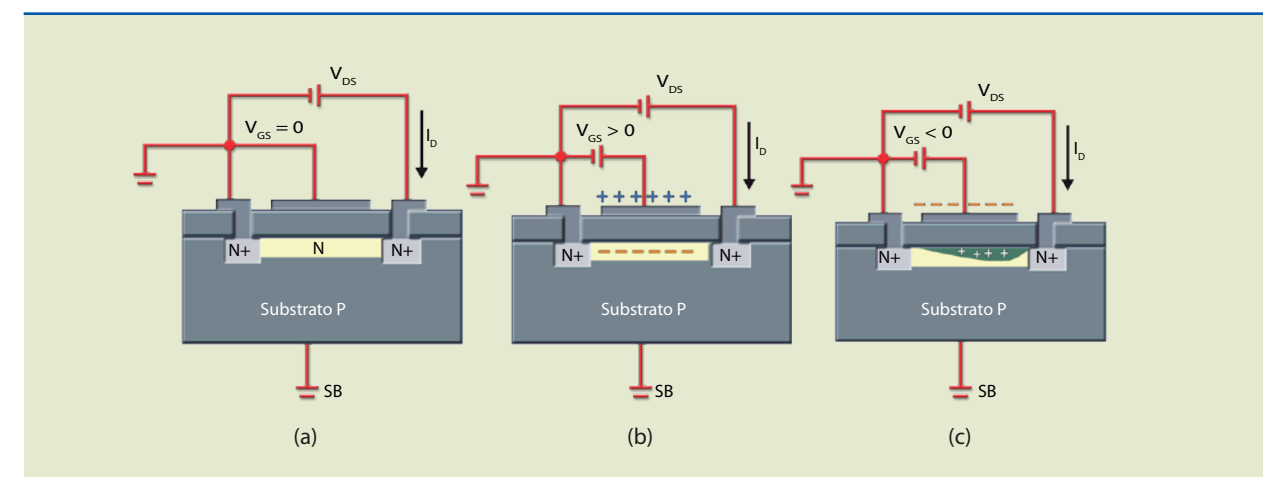 V_DS
V_GS = 0
I_D
N+
N
N+
Substrato P
SB
(a)
V_DS
V_GS > 0
I_D
+ + + + + +
− − − − − − −
N+
N+
Substrato P
SB
(b)
V_DS
V_GS < 0
I_D
− − − − − − −
+ + + + +
N+
N+
Substrato P
SB
(c)